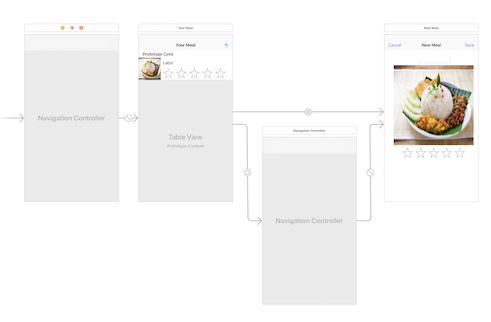 Your Meal
New Meal
Your Meal
+
Cancel
New Meal
Save
Prototype Cells
Label
Navigation Controller
Table View
Prototype Content
Navigation Controller
Navigation Controller